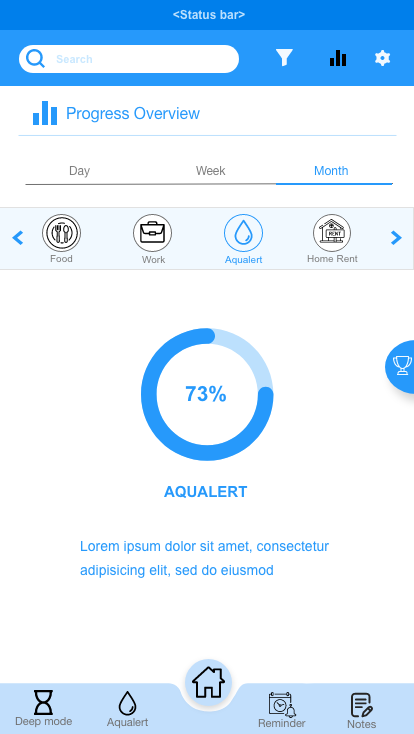 <Status bar>
Search
Progress Overview
Day Week Month
Food Work Aqualert Home Rent
RENT
73%
AQUALERT
Lorem ipsum dolor sit amet, consectetur
adipisicing elit, sed do eiusmod
Deep mode Aqualert Reminder Notes